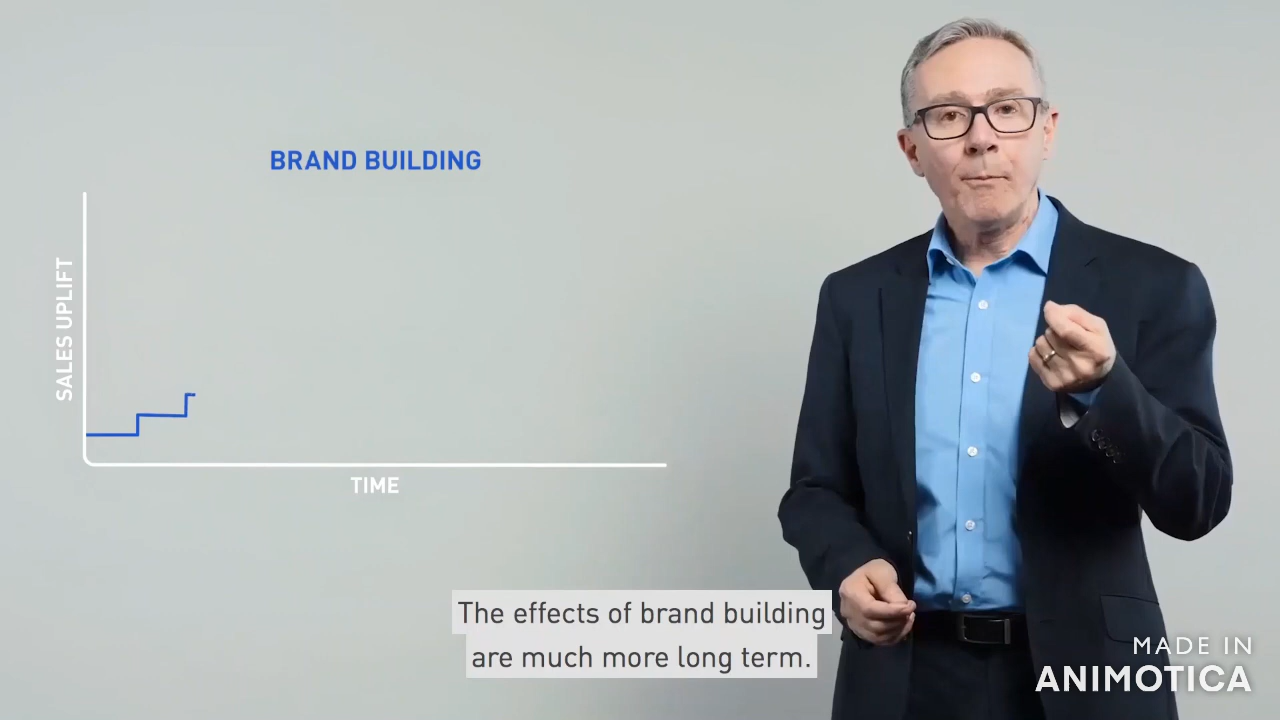 BRAND BUILDING
SALES UPLIFT
TIME
The effects of brand building
are much more long term.
MADE IN
ANIMOTICA